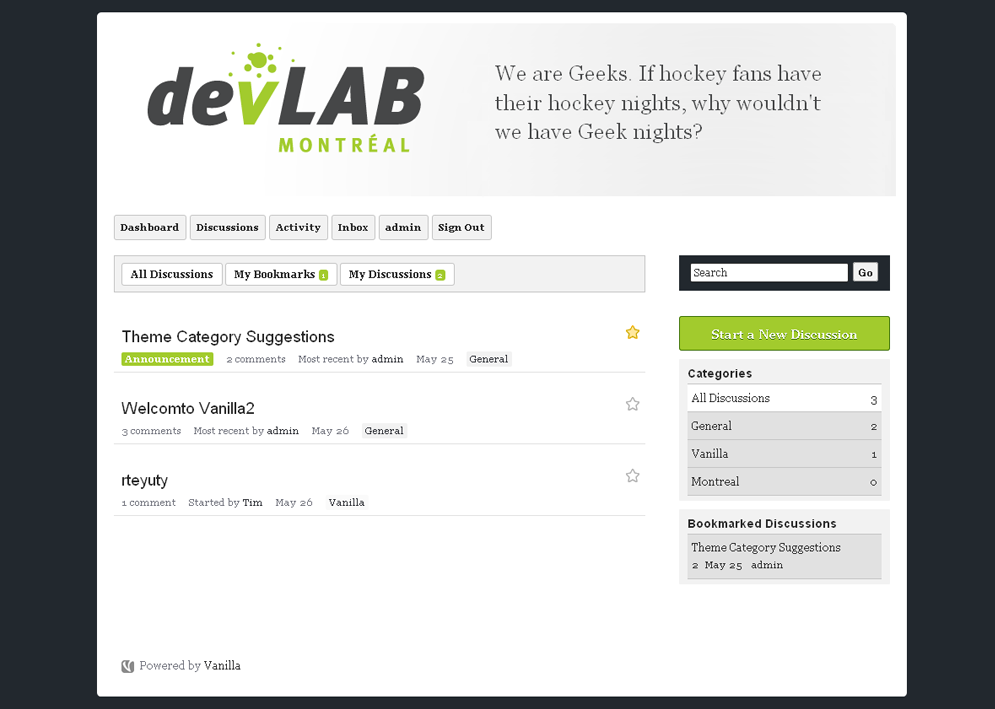 devLAB
MONTRÉAL
We are Geeks. If hockey fans have
their hockey nights, why wouldn't
we have Geek nights?
Dashboard Discussions Activity Inbox admin Sign Out
All Discussions My Bookmarks 1 My Discussions 2
Search Go
Theme Category Suggestions
Announcement 2 comments Most recent by admin May 25 General
Welcomto Vanilla2
3 comments Most recent by admin May 26 General
rteyuty
1 comment Started by Tim May 26 Vanilla
Start a New Discussion
Categories
All Discussions 3
General 2
Vanilla 1
Montreal 0
Bookmarked Discussions
Theme Category Suggestions
2 May 25 admin
Powered by Vanilla